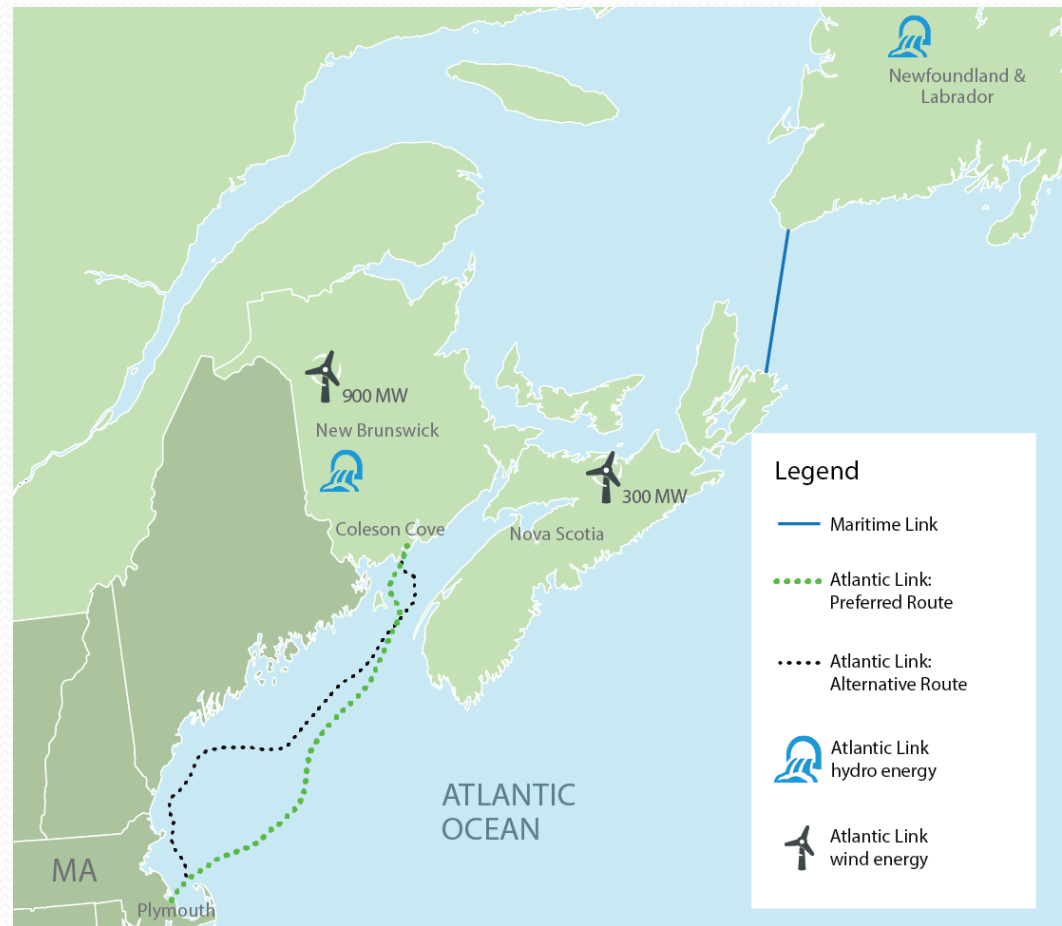 Newfoundland &
Labrador
900 MW
New Brunswick
300 MW
Coleson Cove
Nova Scotia
ATLANTIC
OCEAN
MA
Plymouth
Legend
Maritime Link
Atlantic Link:
Preferred Route
Atlantic Link:
Alternative Route
Atlantic Link
hydro energy
Atlantic Link
wind energy